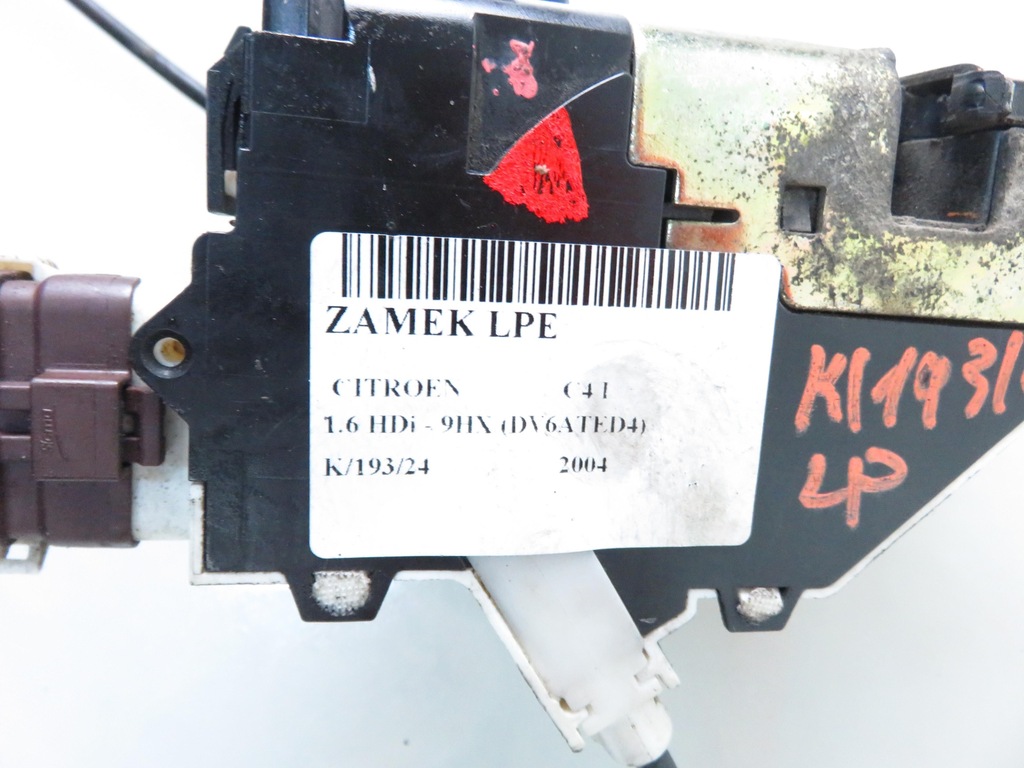 ZAMEK LPE
CITROEN C4 I
1.6 HDi - 9HX (DV6ATED4)
K/193/24 2004
K/193/
LP